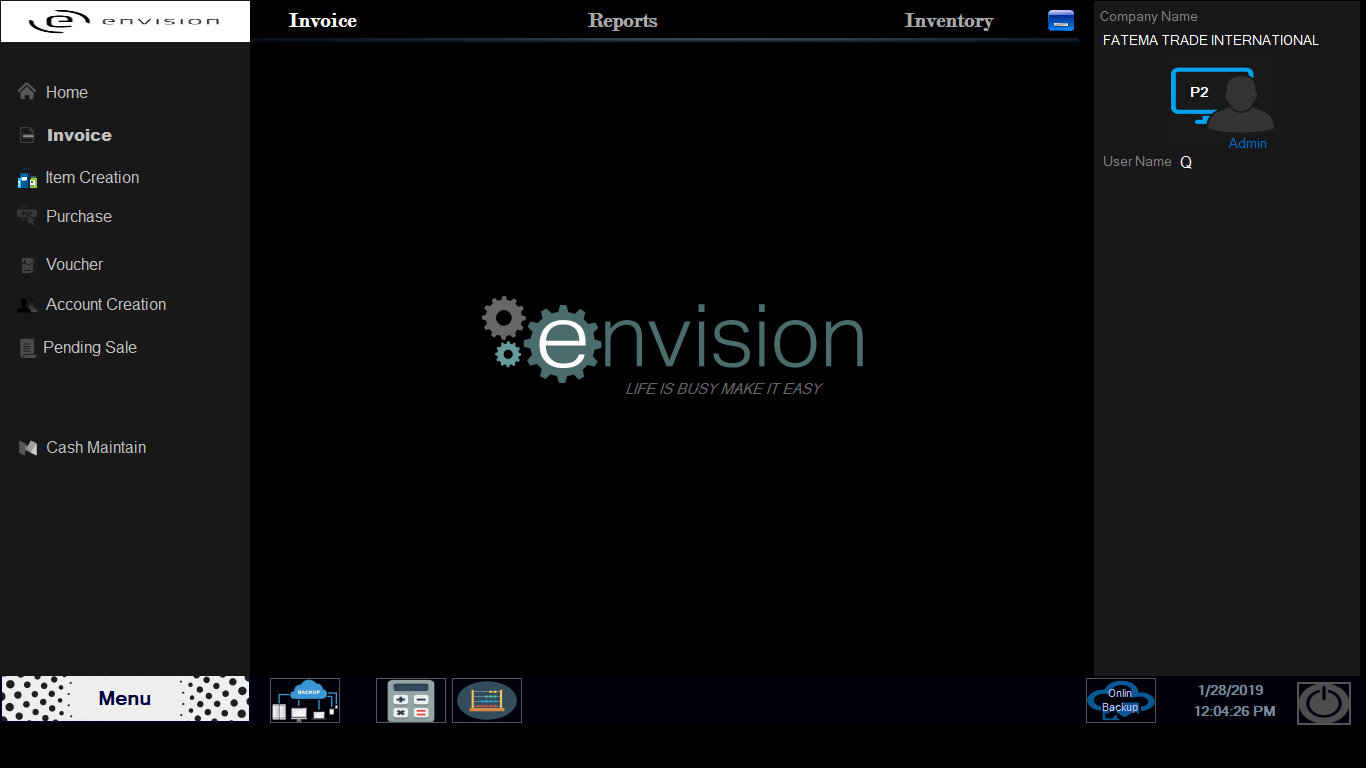 envision
Invoice Reports Inventory
Company Name
FATEMA TRADE INTERNATIONAL
P2
Admin
User Name Q
Home
Invoice
Item Creation
Purchase
Voucher
Account Creation
Pending Sale
Cash Maintain
envision
LIFE IS BUSY MAKE IT EASY
Menu
BACKUP
Onlin
Backup
1/28/2019
12:04:26 PM